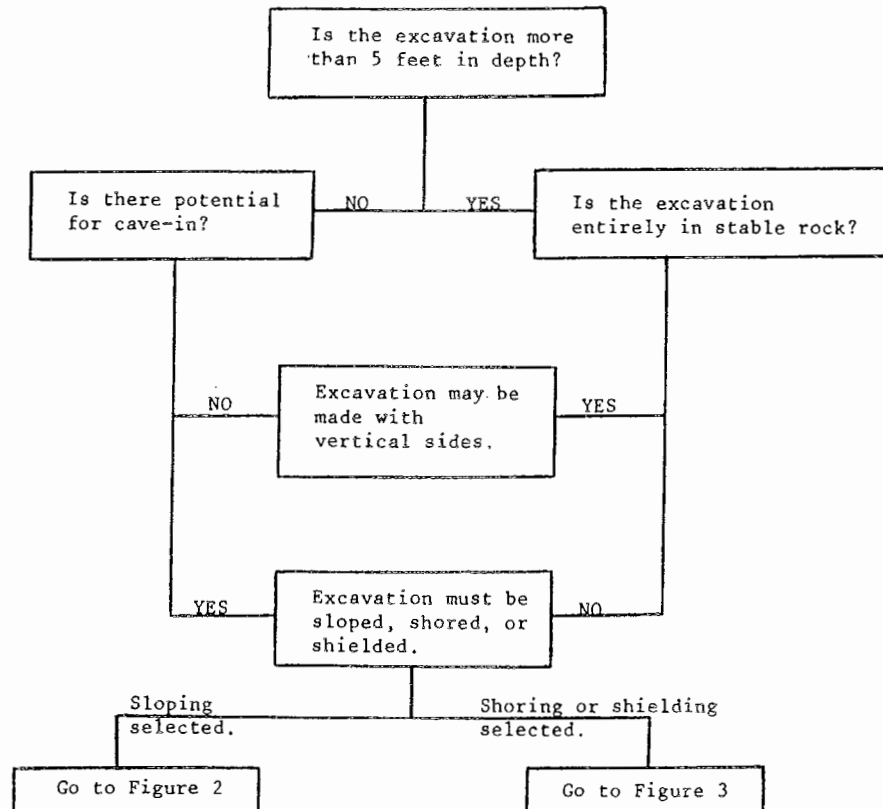 Is the excavation more
than 5 feet in depth?
Is there potential
for cave-in?
NO
YES
Is the excavation
entirely in stable rock?
NO
Excavation may be
made with
vertical sides.
YES
YES
Excavation must be
sloped, shored, or
shielded.
NO
Sloping
selected.
Shoring or shielding
selected.
Go to Figure 2
Go to Figure 3